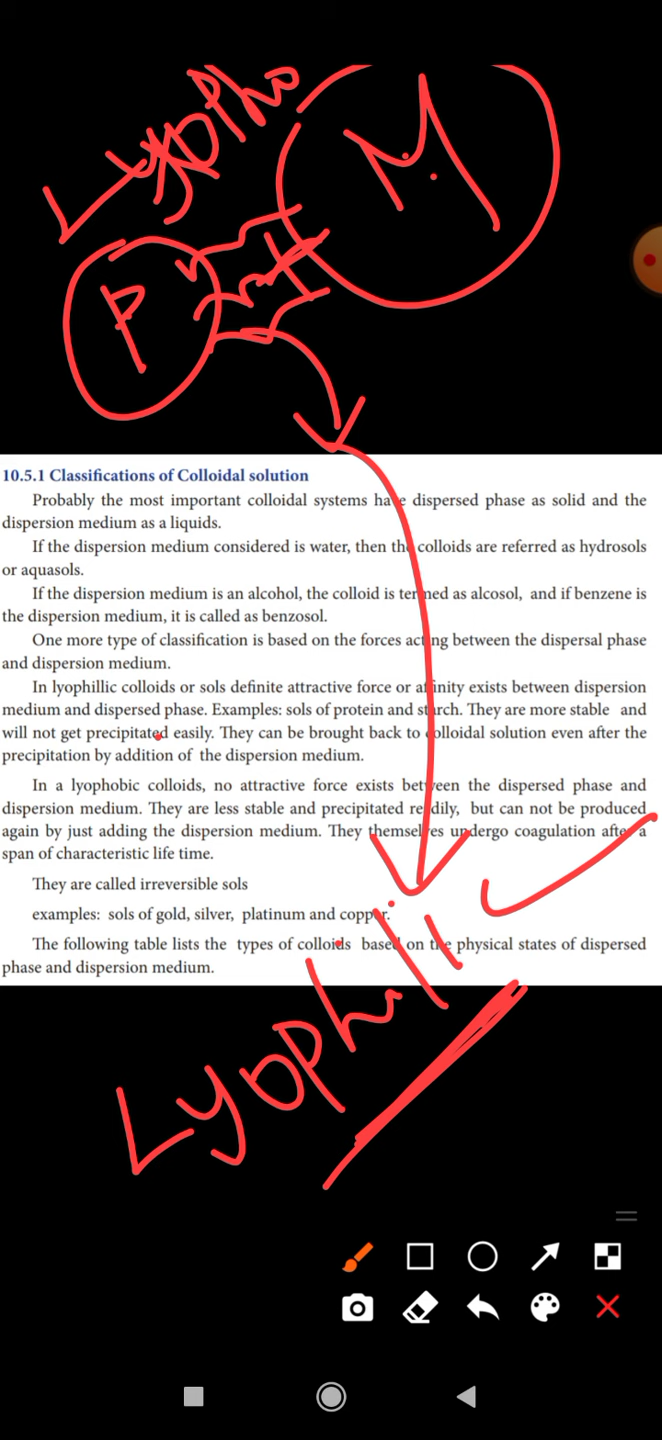 Lyopho
M
P
10.5.1 Classifications of Colloidal solution
Probably the most important colloidal systems have dispersed phase as solid and the
dispersion medium as a liquids.
If the dispersion medium considered is water, then the colloids are referred as hydrosols
or aquasols.
If the dispersion medium is an alcohol, the colloid is termed as alcosol, and if benzene is
the dispersion medium, it is called as benzosol.
One more type of classification is based on the forces acting between the dispersal phase
and dispersion medium.
In lyophillic colloids or sols definite attractive force or affinity exists between dispersion
medium and dispersed phase. Examples: sols of protein and starch. They are more stable and
will not get precipitated easily. They can be brought back to colloidal solution even after the
precipitation by addition of the dispersion medium.
In a lyophobic colloids, no attractive force exists between the dispersed phase and
dispersion medium. They are less stable and precipitated readily, but can not be produced
again by just adding the dispersion medium. They themselves undergo coagulation after a
span of characteristic life time.
They are called irreversible sols
examples: sols of gold, silver, platinum and copper.
The following table lists the types of colloids based on the physical states of dispersed
phase and dispersion medium.
Lyophili